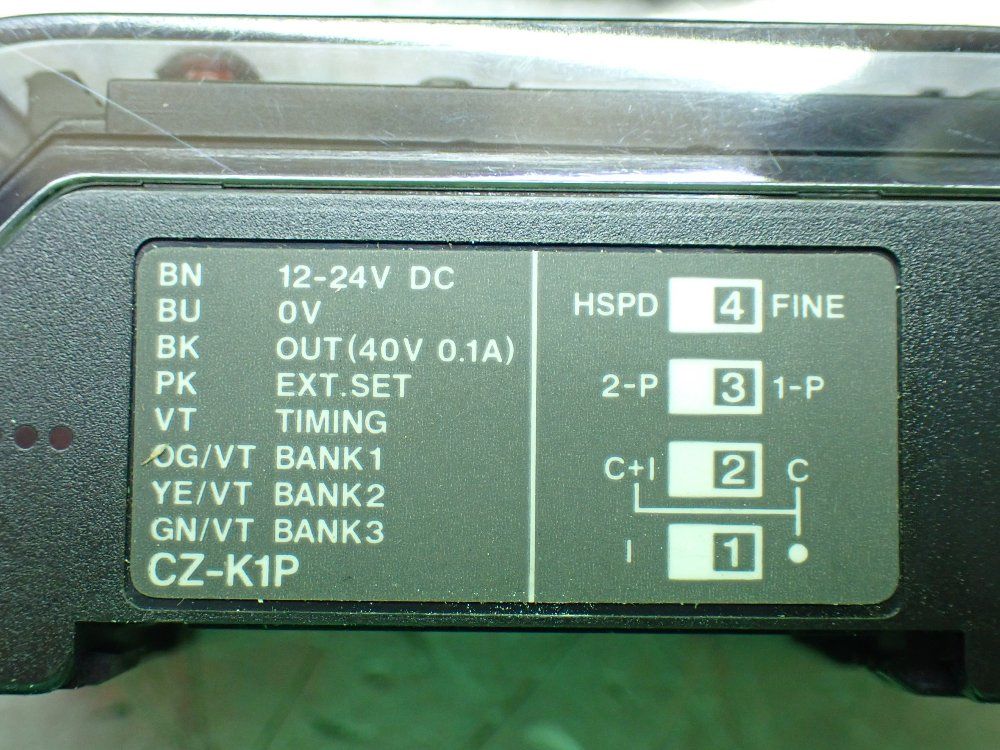 BN 12-24V DC
BU 0V
BK OUT(40V 0.1A)
PK EXT.SET
VT TIMING
OG/VT BANK1
YE/VT BANK2
GN/VT BANK3
CZ-K1P
HSPD 4 FINE
2-P 3 1-P
C+I 2 C
I 1